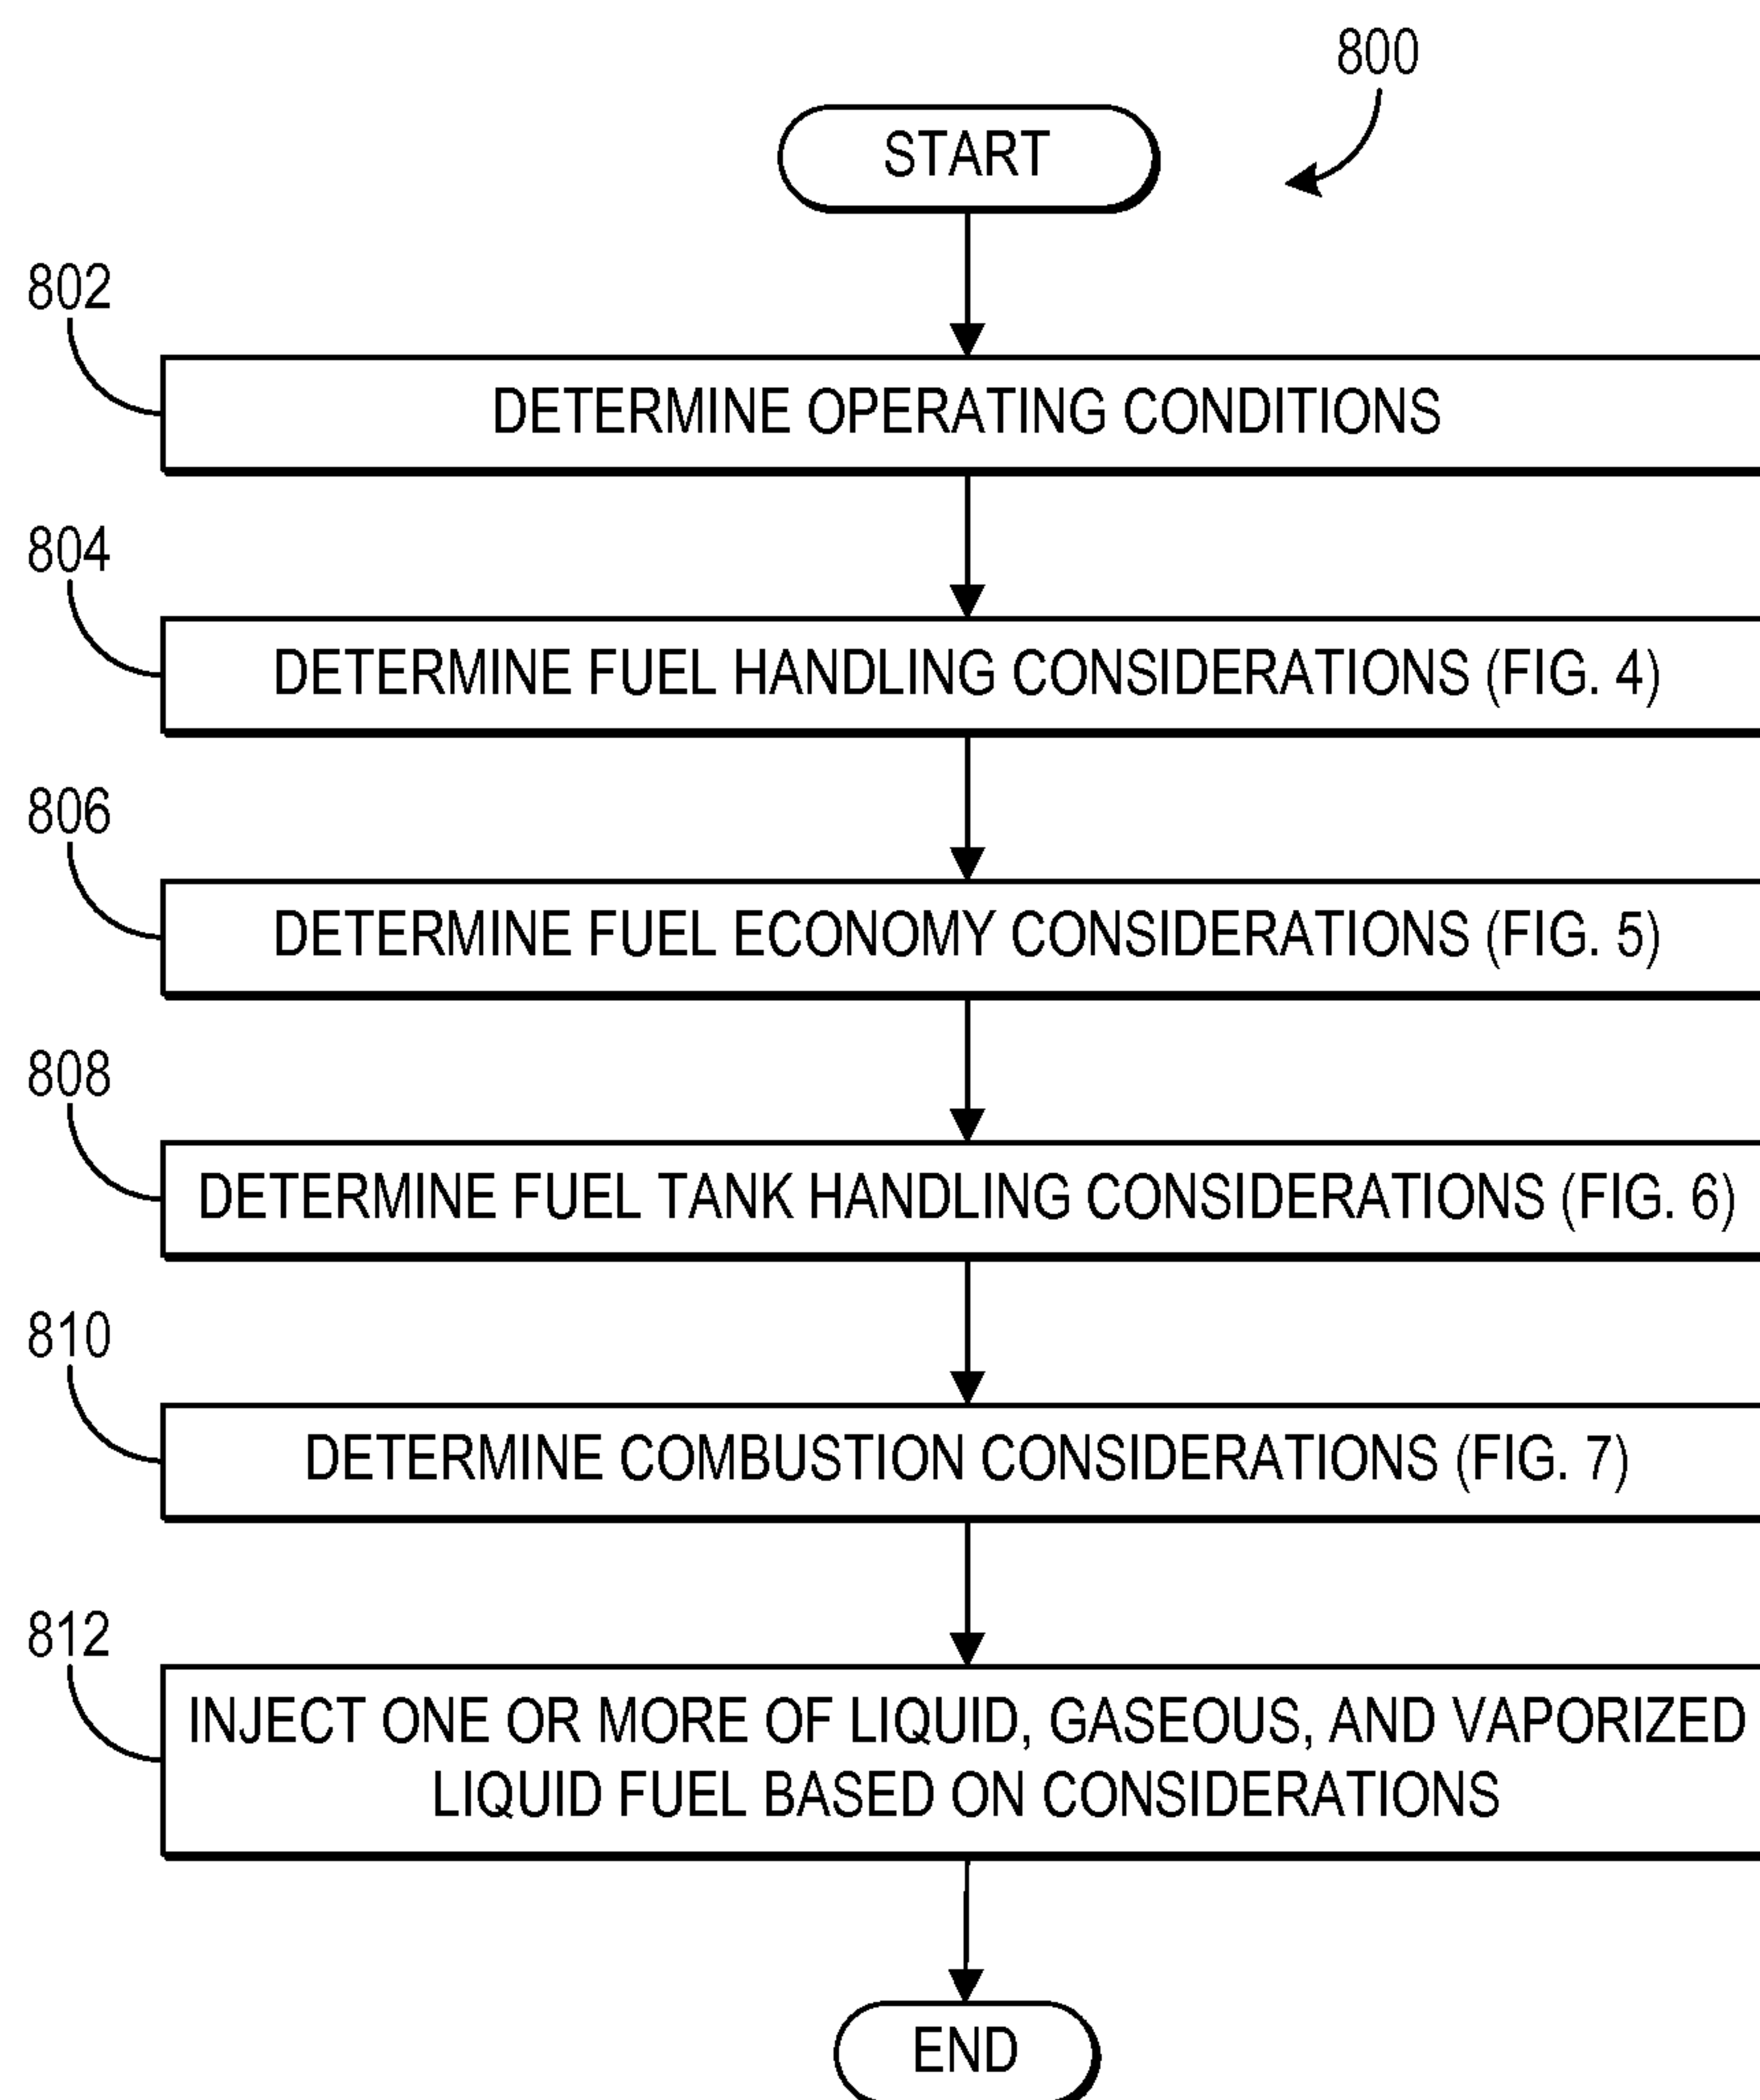 800
START
802
DETERMINE OPERATING CONDITIONS
804
DETERMINE FUEL HANDLING CONSIDERATIONS (FIG. 4)
806
DETERMINE FUEL ECONOMY CONSIDERATIONS (FIG. 5)
808
DETERMINE FUEL TANK HANDLING CONSIDERATIONS (FIG. 6)
810
DETERMINE COMBUSTION CONSIDERATIONS (FIG. 7)
812
INJECT ONE OR MORE OF LIQUID, GASEOUS, AND VAPORIZED
LIQUID FUEL BASED ON CONSIDERATIONS
END